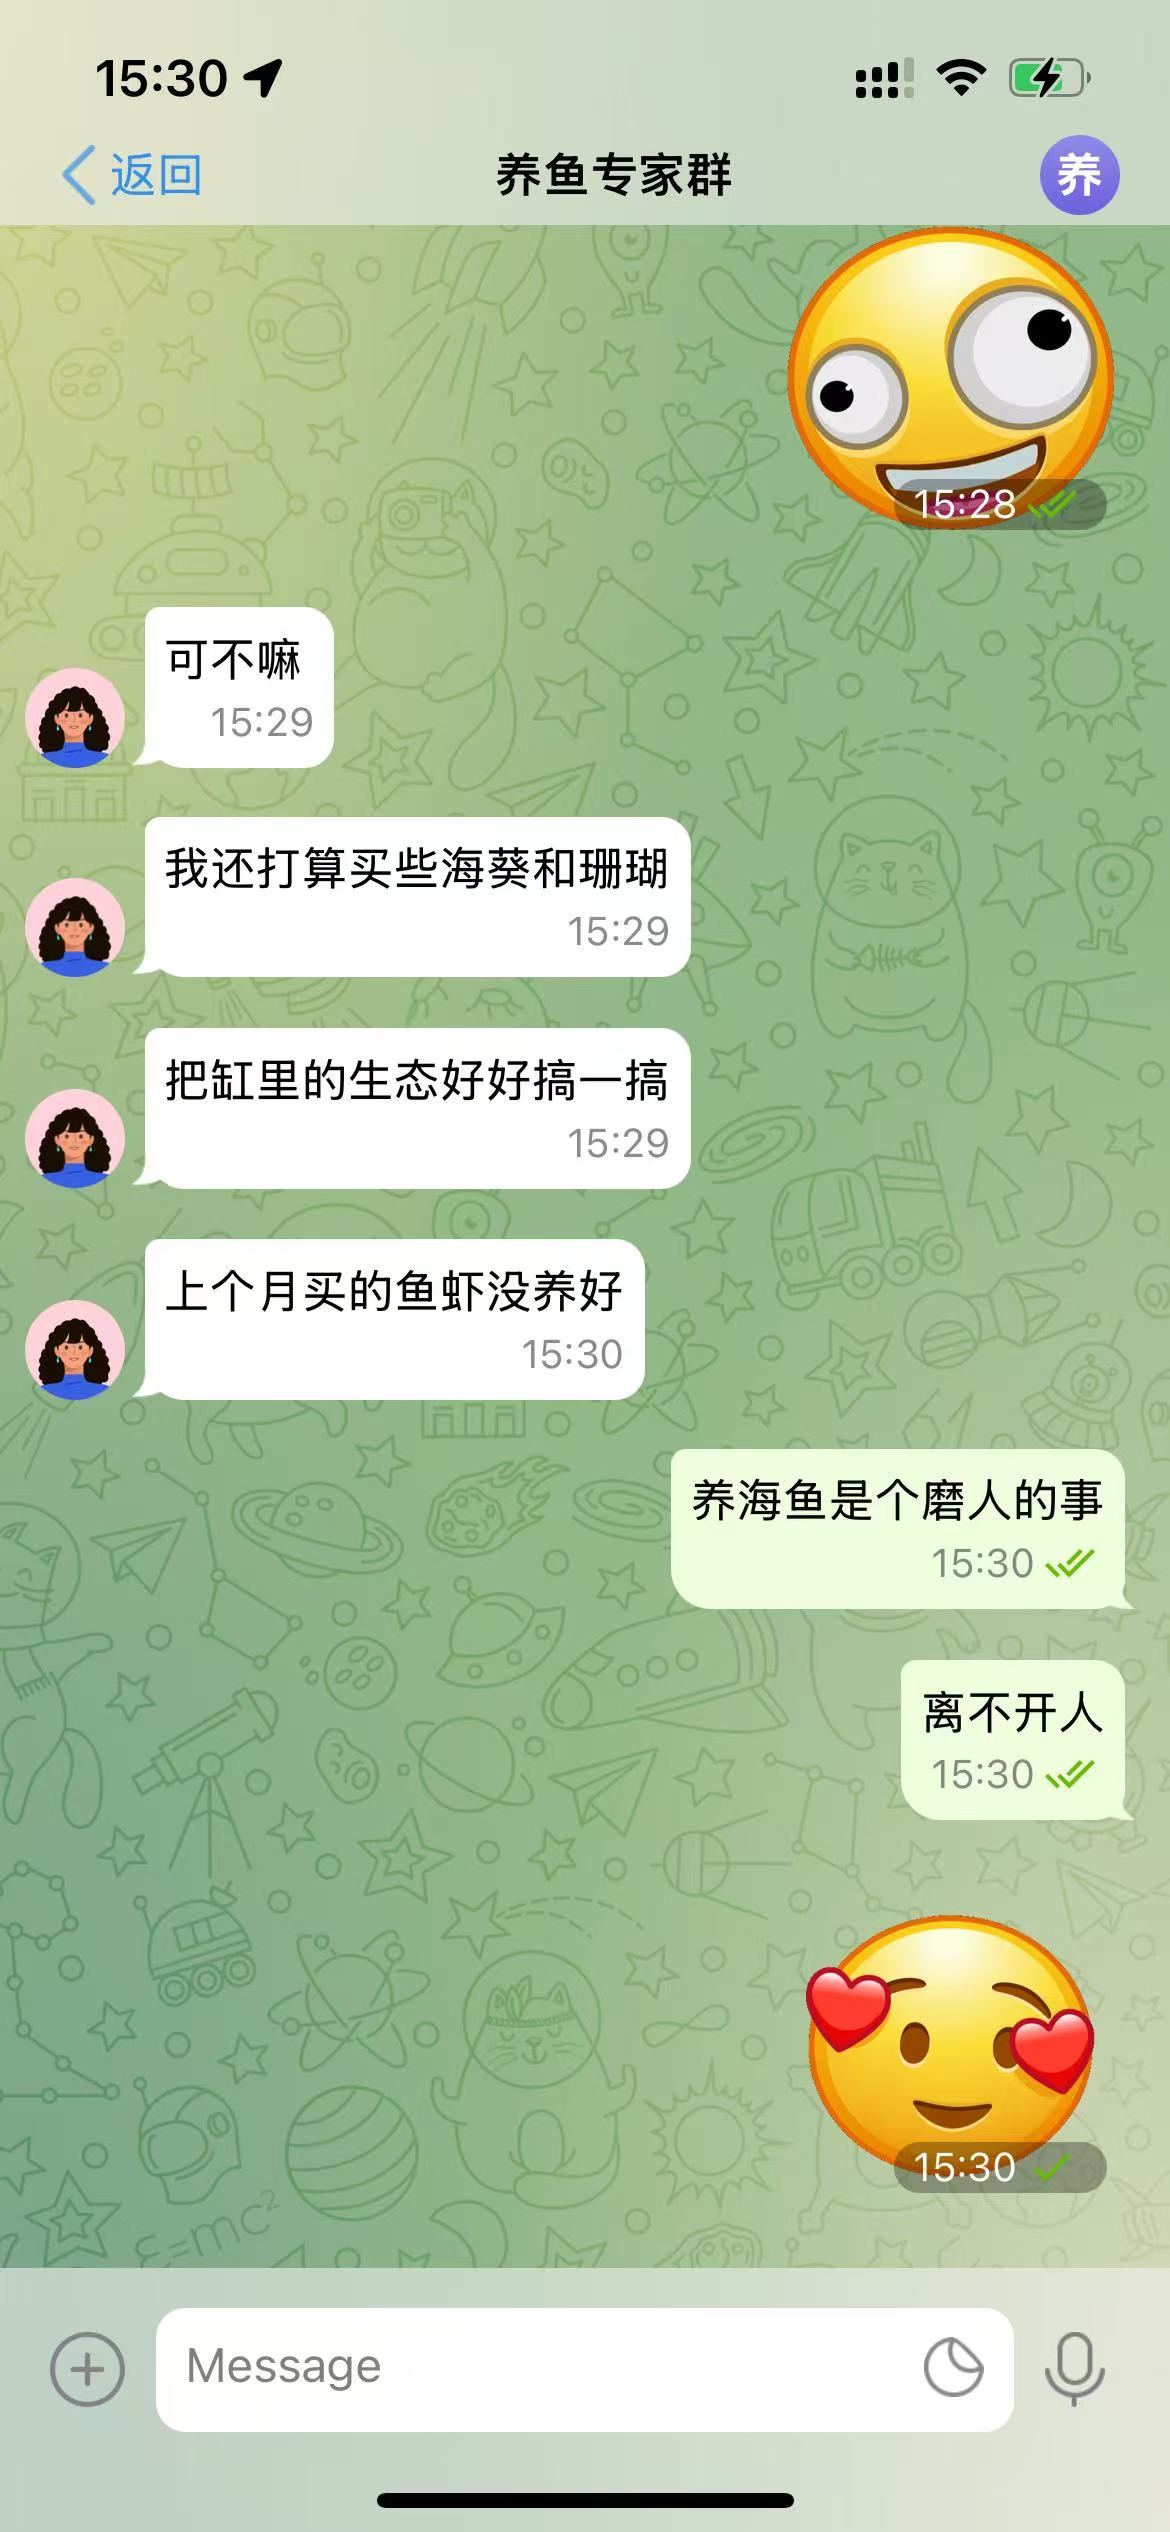 15:30
返回
养鱼专家群
养
15:28
可不嘛
15:29
我还打算买些海葵和珊瑚
15:29
把缸里的生态好好搞一搞
15:29
上个月买的鱼虾没养好
15:30
养海鱼是个磨人的事
15:30
离不开人
15:30
15:30
E=mc²
Message